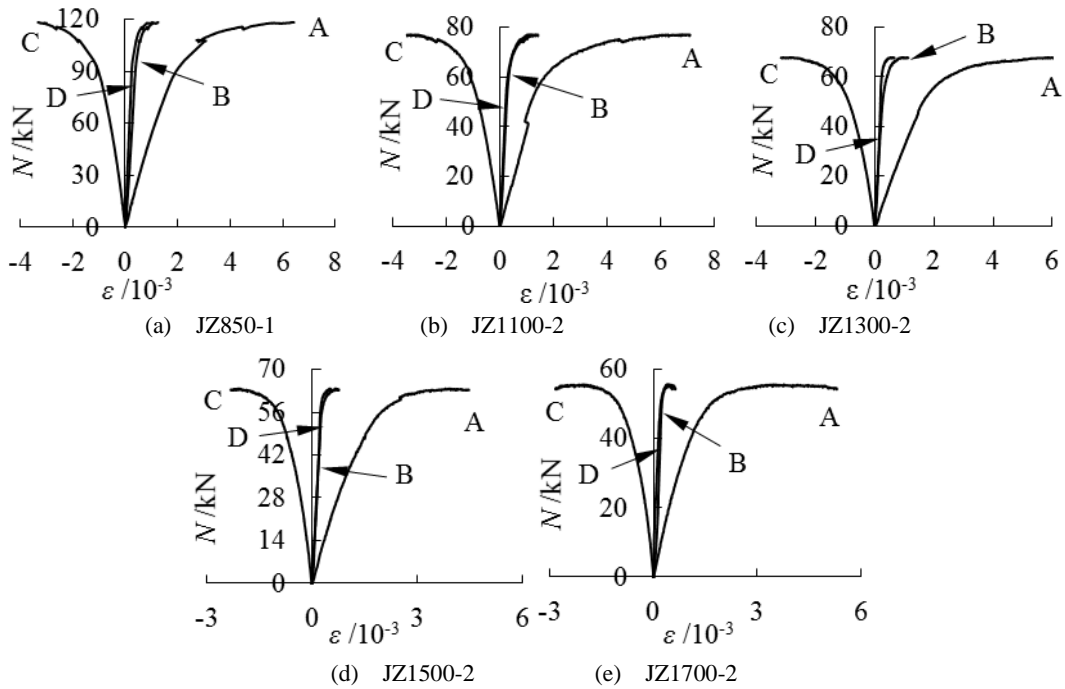 120
90
60
30
0
N /kN
C
D
A
B
-4 -2 0 2 4 6 8
ε /10-3
(a) JZ850-1
80
60
40
20
0
N /kN
C
D
A
B
-4 -2 0 2 4 6 8
ε /10-3
(b) JZ1100-2
80
60
40
20
0
N /kN
C
B
A
D
-4 -2 0 2 4 6
ε /10-3
(c) JZ1300-2
70
56
42
28
14
0
N /kN
C
D
A
B
-3 0 3 6
ε /10-3
(d) JZ1500-2
60
40
20
0
N /kN
C
A
B
D
-3 0 3 6
ε /10-3
(e) JZ1700-2